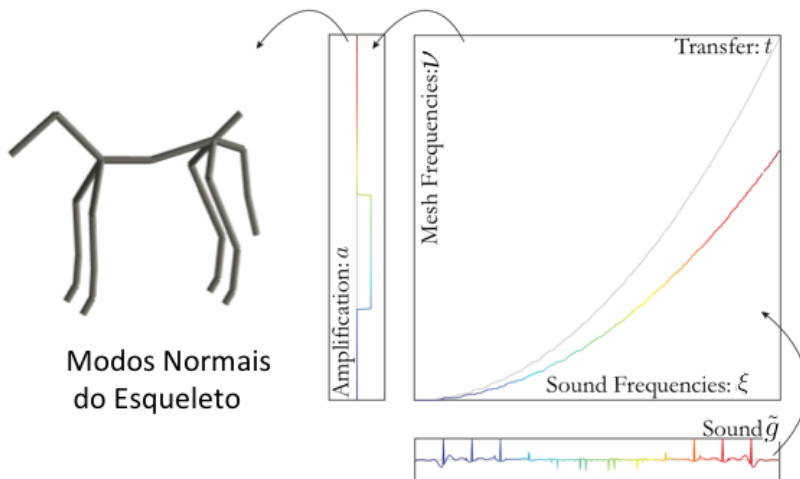 Transfer: t
Mesh Frequencies: ν
Amplification: a
Modos Normais
do Esqueleto
Sound Frequencies: ξ
Sound g̃